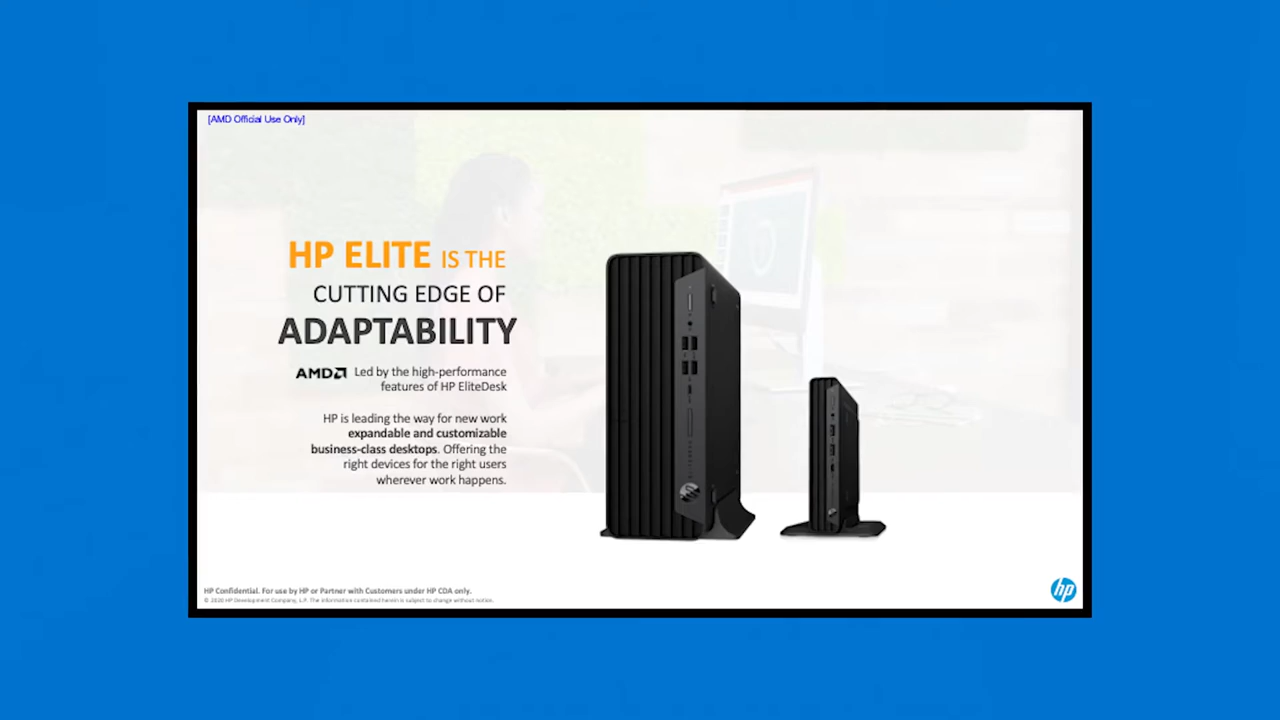 [AMD Official Use Only]
HP ELITE IS THE
CUTTING EDGE OF
ADAPTABILITY
AMD Led by the high-performance
features of HP EliteDesk
HP is leading the way for new work
expandable and customizable
business-class desktops. Offering the
right devices for the right users
wherever work happens.
HP Confidential. For use by HP or Partner with Customers under HP CDA only.
© 2020 HP Development Company, L.P. The information contained herein is subject to change without notice.
hp